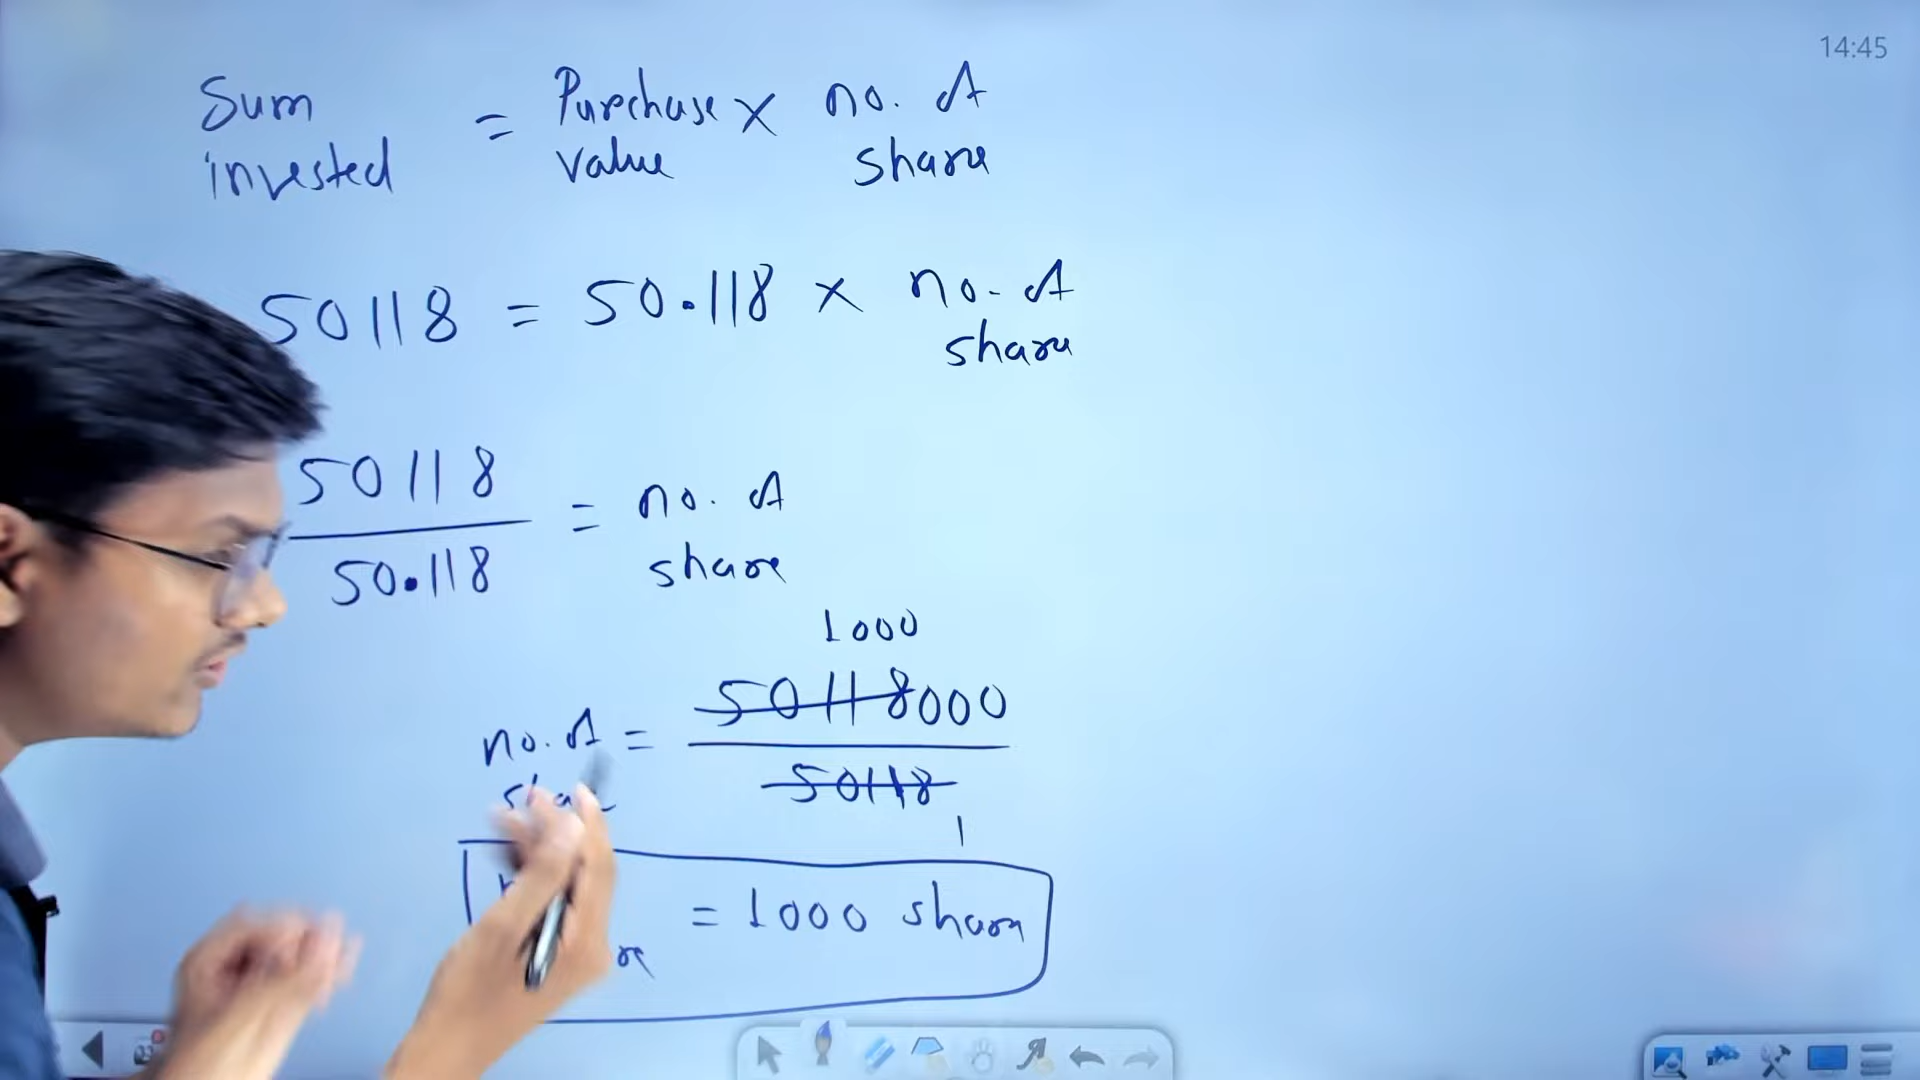 14:45
Sum invested = Purchase value × no. of share
50118 = 50.118 × no. of share
50118 / 50.118 = no. of share
1000
no. of = 50118000 / 50118
1
= 1000 share